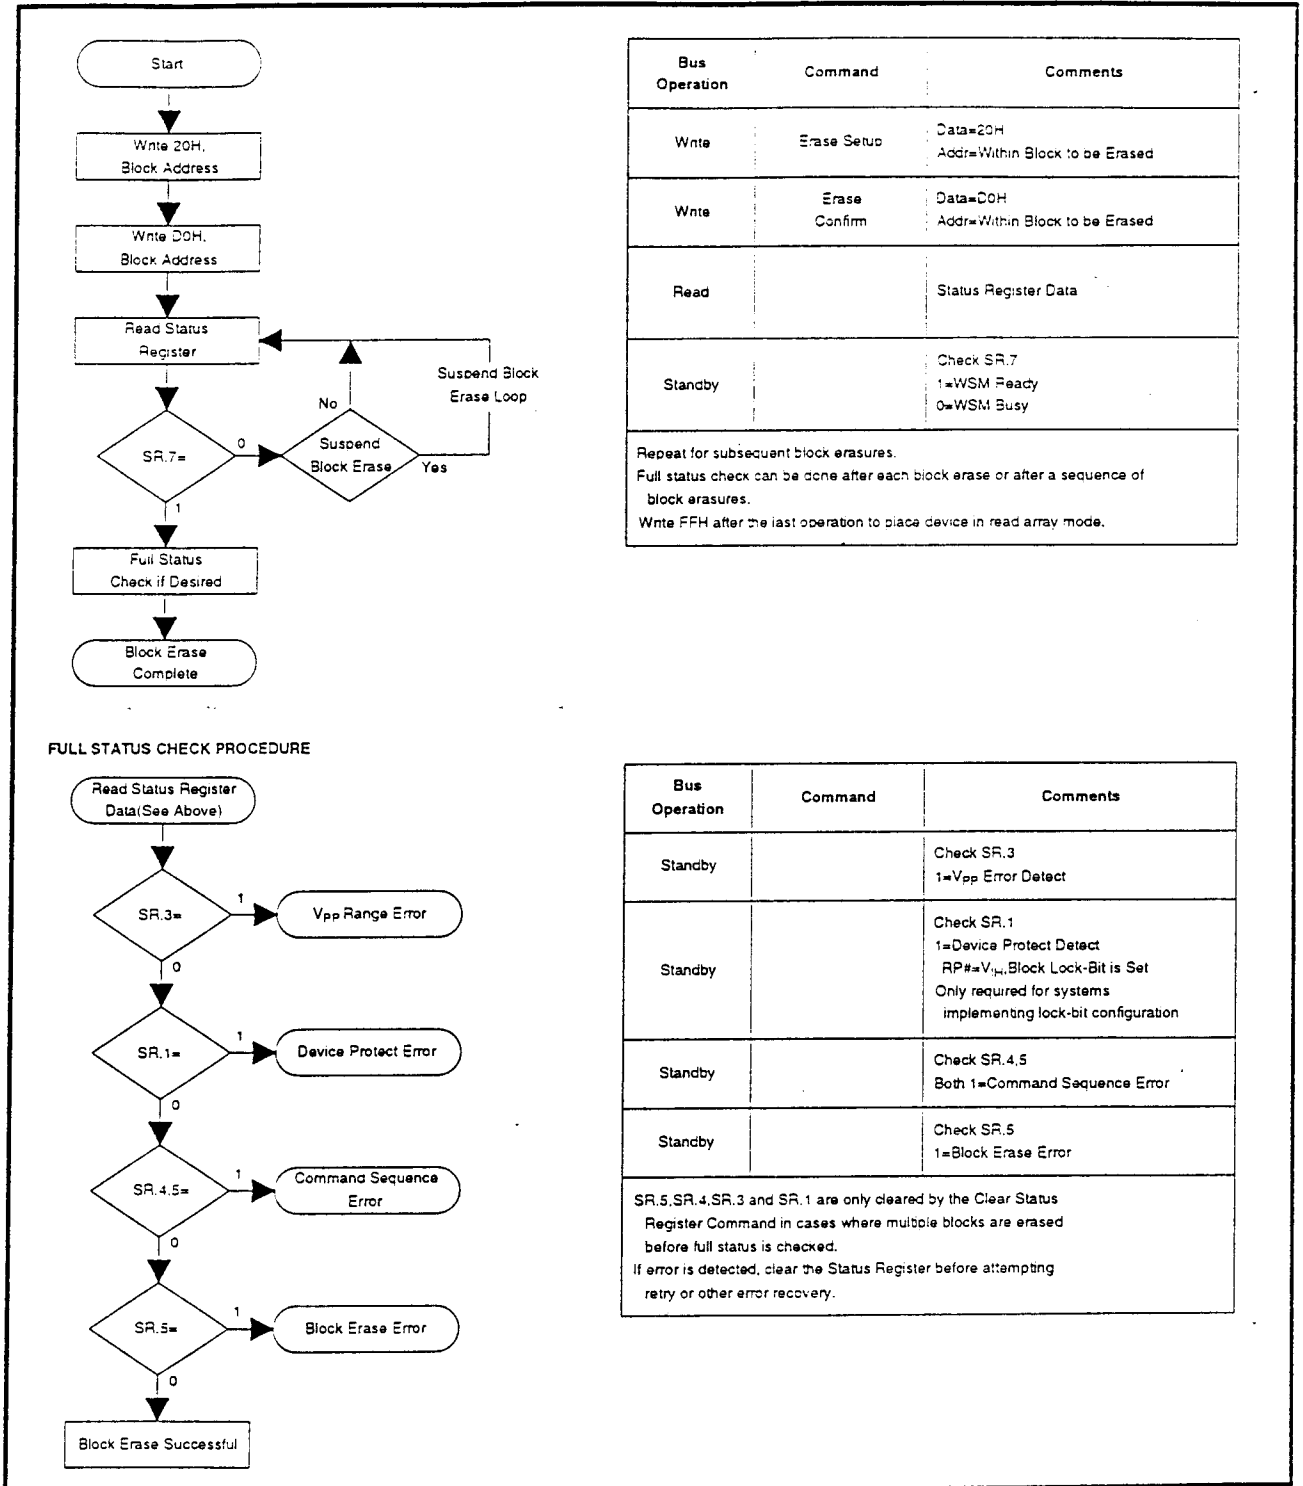 Start
Write 20H,
Block Address
Write D0H,
Block Address
Read Status
Register
Suspend Block
Erase Loop
No
SR.7=
0
Suspend
Block Erase
Yes
1
Full Status
Check if Desired
Block Erase
Complete
Bus
Operation
Command
Comments
Write
Erase Setup
Data=20H
Addr=Within Block to be Erased
Write
Erase
Confirm
Data=D0H
Addr=Within Block to be Erased
Read
Status Register Data
Standby
Check SR.7
1=WSM Ready
0=WSM Busy
Repeat for subsequent block erasures.
Full status check can be done after each block erase or after a sequence of
block erasures.
Write FFH after the last operation to place device in read array mode.
FULL STATUS CHECK PROCEDURE
Read Status Register
Data(See Above)
SR.3=
1
VPP Range Error
0
SR.1=
1
Device Protect Error
0
SR.4,5=
1
Command Sequence
Error
0
SR.5=
1
Block Erase Error
0
Block Erase Successful
Bus
Operation
Command
Comments
Standby
Check SR.3
1=VPP Error Detect
Standby
Check SR.1
1=Device Protect Detect
RP#=VIH,Block Lock-Bit is Set
Only required for systems
implementing lock-bit configuration
Standby
Check SR.4,5
Both 1=Command Sequence Error
Standby
Check SR.5
1=Block Erase Error
SR.5,SR.4,SR.3 and SR.1 are only cleared by the Clear Status
Register Command in cases where multiple blocks are erased
before full status is checked.
If error is detected, clear the Status Register before attempting
retry or other error recovery.